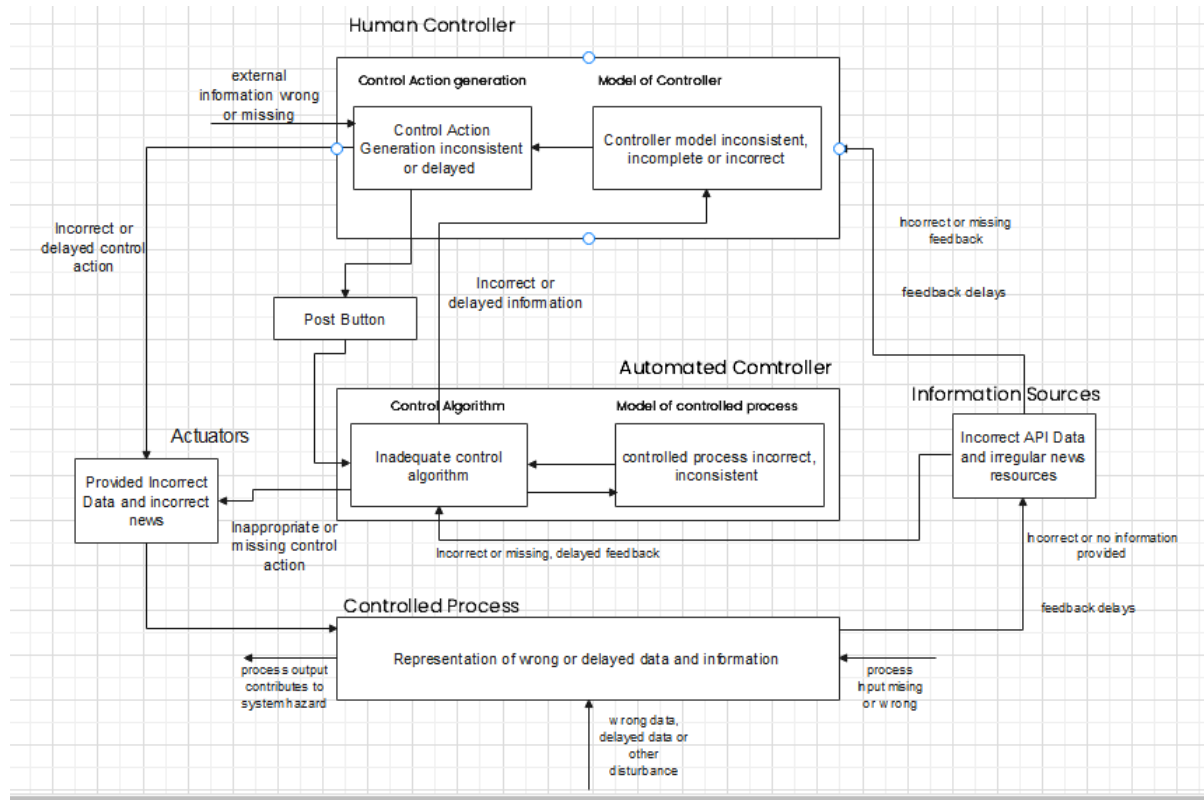 Human Controller
Control Action generation
Model of Controller
external
information wrong
or missing
Control Action
Generation inconsistent
or delayed
Controller model inconsistent,
incomplete or incorrect
Incorrect or
delayed control
action
Incorrect or missing
feedback
feedback delays
Incorrect or
delayed information
Post Button
Automated Comtroller
Control Algorithm
Model of controlled process
Information Sources
Actuators
Inadequate control
algorithm
controlled process incorrect,
inconsistent
Incorrect API Data
and irregular news
resources
Provided Incorrect
Data and incorrect
news
Inappropriate or
missing control
action
Incorrect or missing, delayed feedback
Incorrect or no information
provided
feedback delays
Controlled Process
Representation of wrong or delayed data and information
process output
contributes to
system hazard
process
Input mising
or wrong
wrong data,
delayed data or
other
disturbance